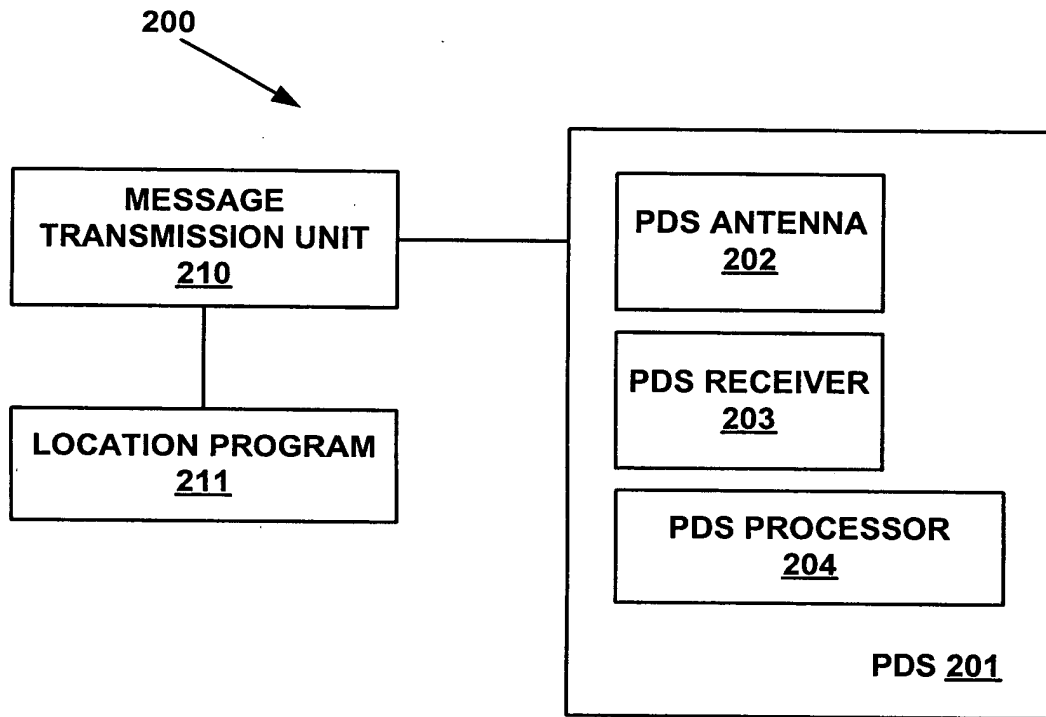 200
MESSAGE
TRANSMISSION UNIT
210
LOCATION PROGRAM
211
PDS ANTENNA
202
PDS RECEIVER
203
PDS PROCESSOR
204
PDS 201